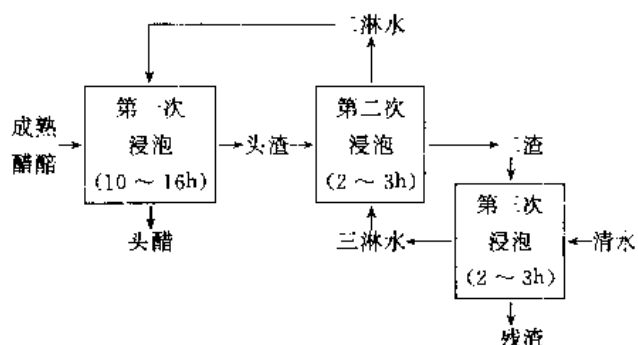 二淋水
成熟
醋醅
第一次
浸泡
(10～16h)
头醋
头渣
第二次
浸泡
(2～3h)
二渣
三淋水
第三次
浸泡
(2～3h)
清水
残渣